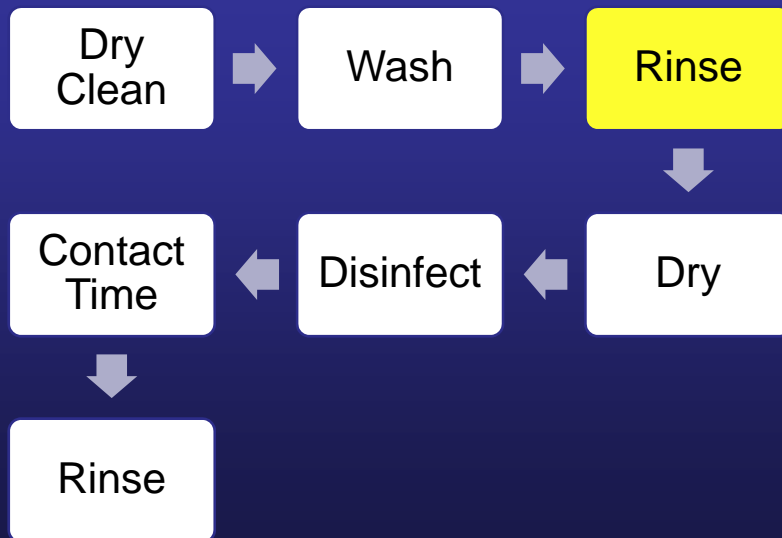 Dry
Clean
Wash
Rinse
Dry
Disinfect
Contact
Time
Rinse